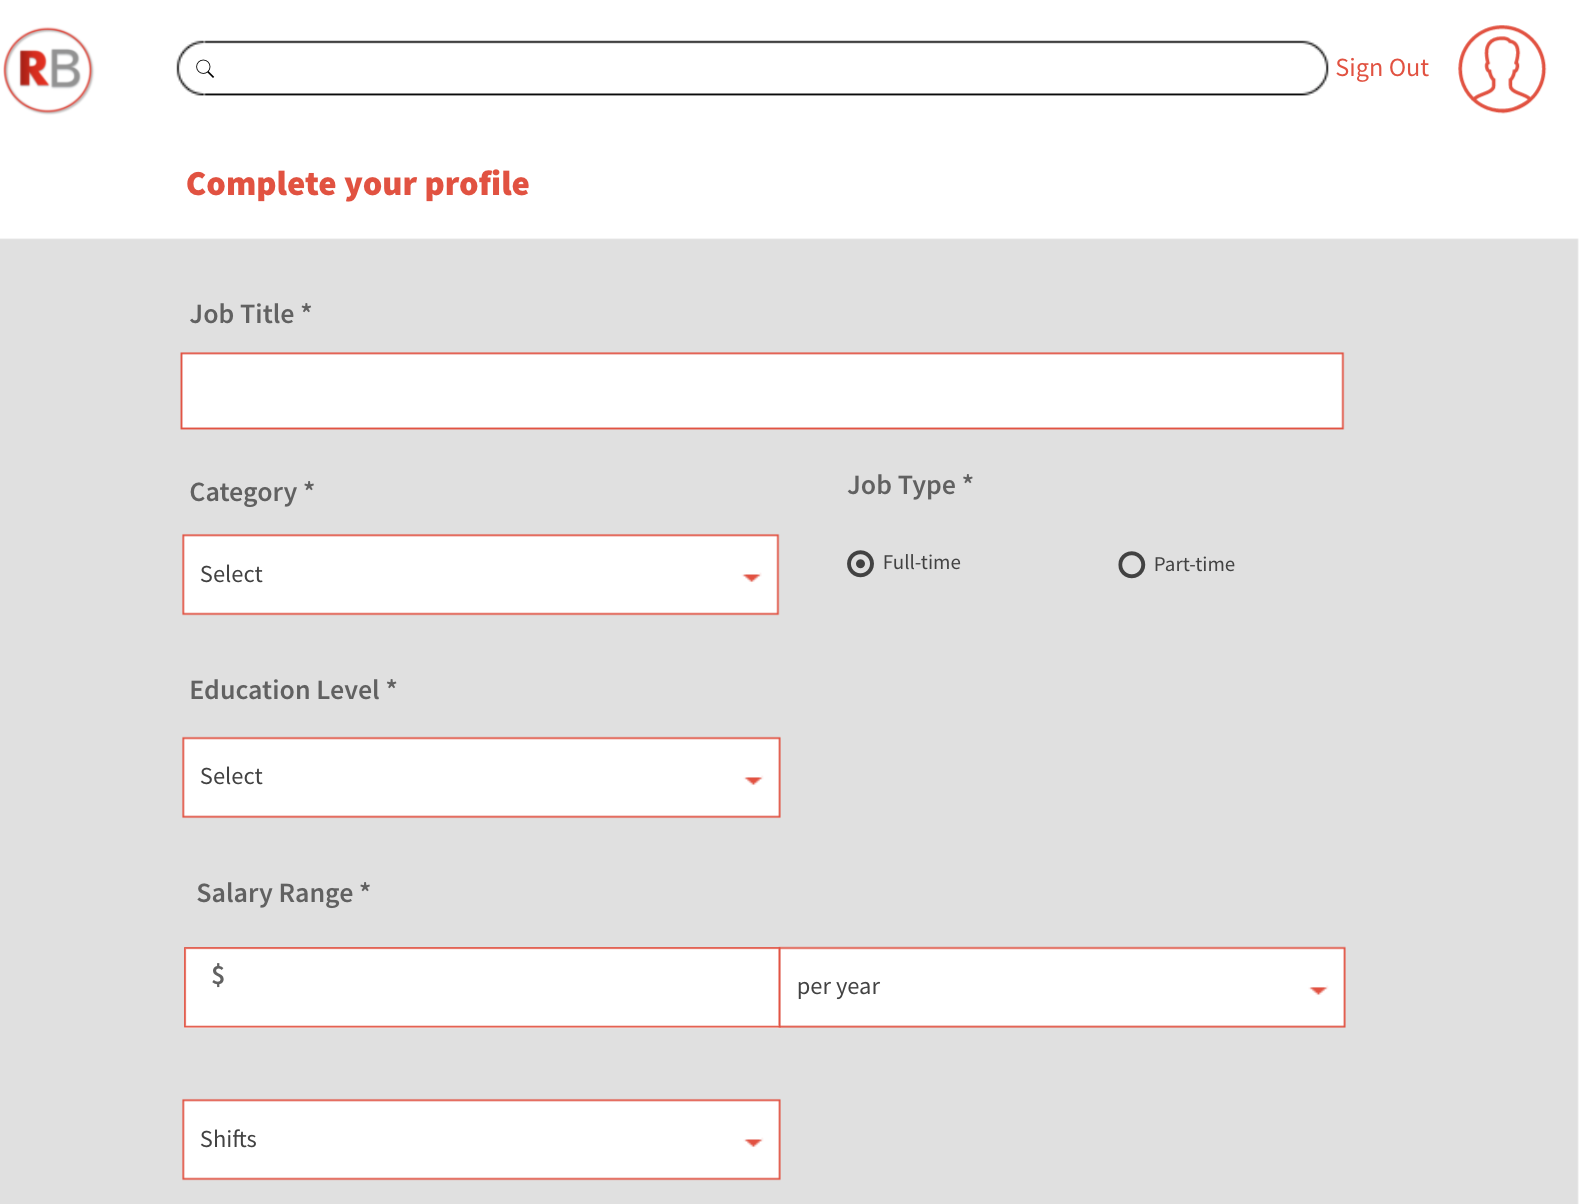 RB
Sign Out
Complete your profile
Job Title *
Category *
Job Type *
Select
Full-time
Part-time
Education Level *
Select
Salary Range *
$
per year
Shifts